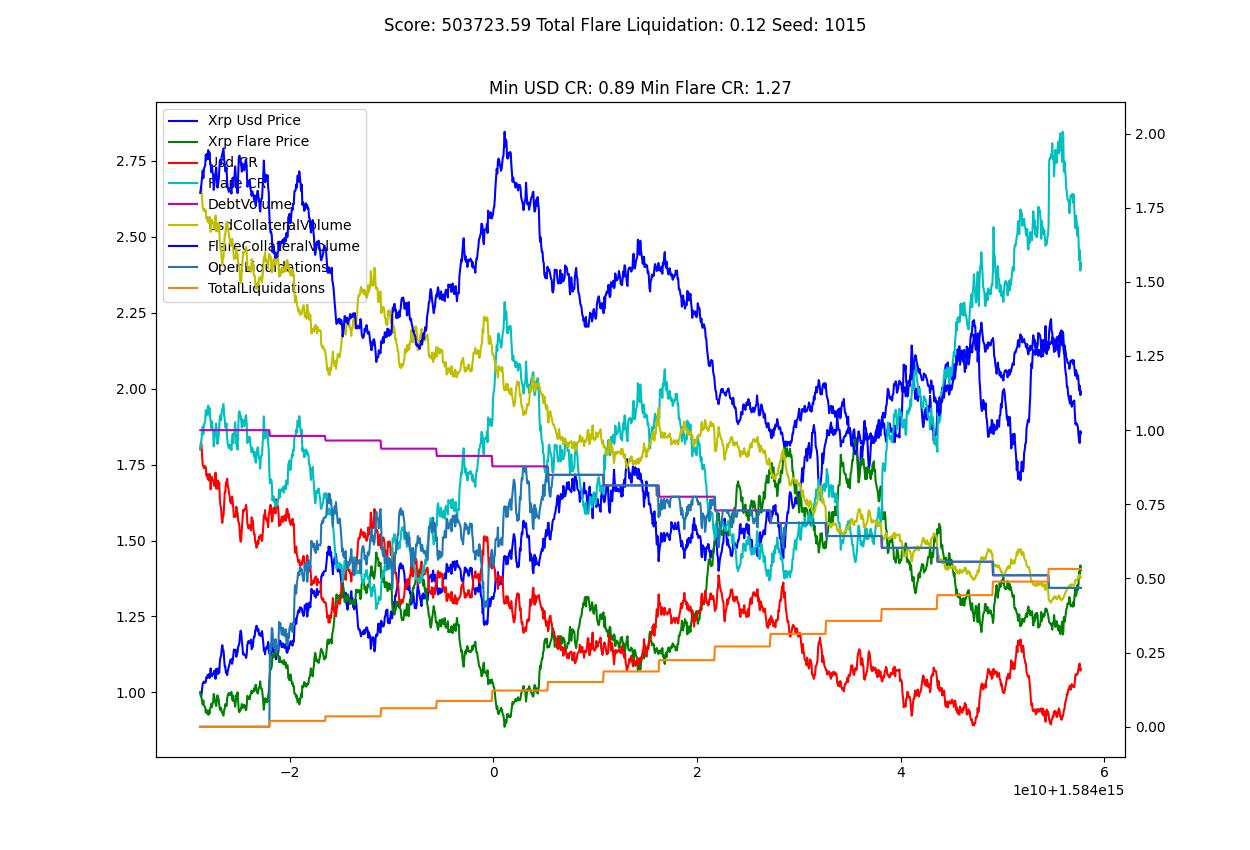 Score: 503723.59 Total Flare Liquidation: 0.12 Seed: 1015
Min USD CR: 0.89 Min Flare CR: 1.27
Xrp Usd Price
Xrp Flare Price
Usd CR
Flare CR
DebtVolume
UsdCollateralVolume
FlareCollateralVolume
OpenLiquidations
TotalLiquidations
2.75
2.50
2.25
2.00
1.75
1.50
1.25
1.00
2.00
1.75
1.50
1.25
1.00
0.75
0.50
0.25
0.00
−2 0 2 4 6
1e10+1.584e15